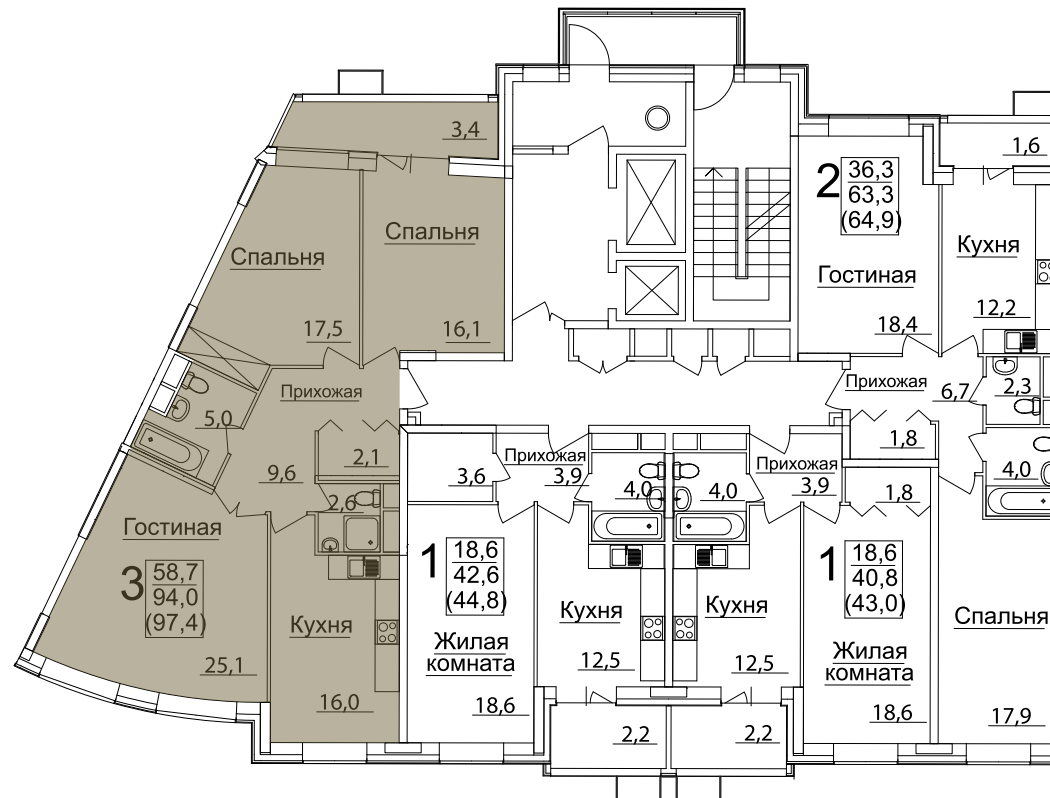 3,4
Спальня
17,5
Спальня
16,1
Прихожая
5,0
9,6
2,1
2,6
Гостиная
3
58,7
94,0
(97,4)
25,1
Кухня
16,0
3,6
Прихожая
3,9
4,0
1
18,6
42,6
(44,8)
Жилая
комната
18,6
Кухня
12,5
2,2
4,0
Прихожая
3,9
Кухня
12,5
2,2
1,8
1
18,6
40,8
(43,0)
Жилая
комната
18,6
2
36,3
63,3
(64,9)
Гостиная
18,4
1,6
Кухня
12,2
Прихожая
6,7
2,3
1,8
4,0
Спальня
17,9